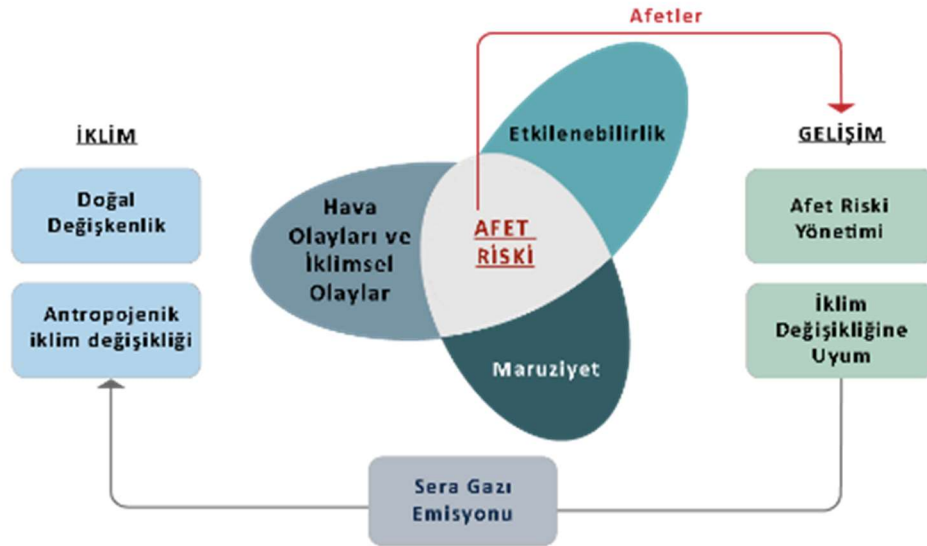 Afetler
İKLİM
Doğal
Değişkenlik
Antropojenik
iklim değişikliği
Hava
Olayları ve
İklimsel
Olaylar
Etkilenebilirlik
AFET
RİSKİ
Maruziyet
GELİŞİM
Afet Riski
Yönetimi
İklim
Değişikliğine
Uyum
Sera Gazı
Emisyonu